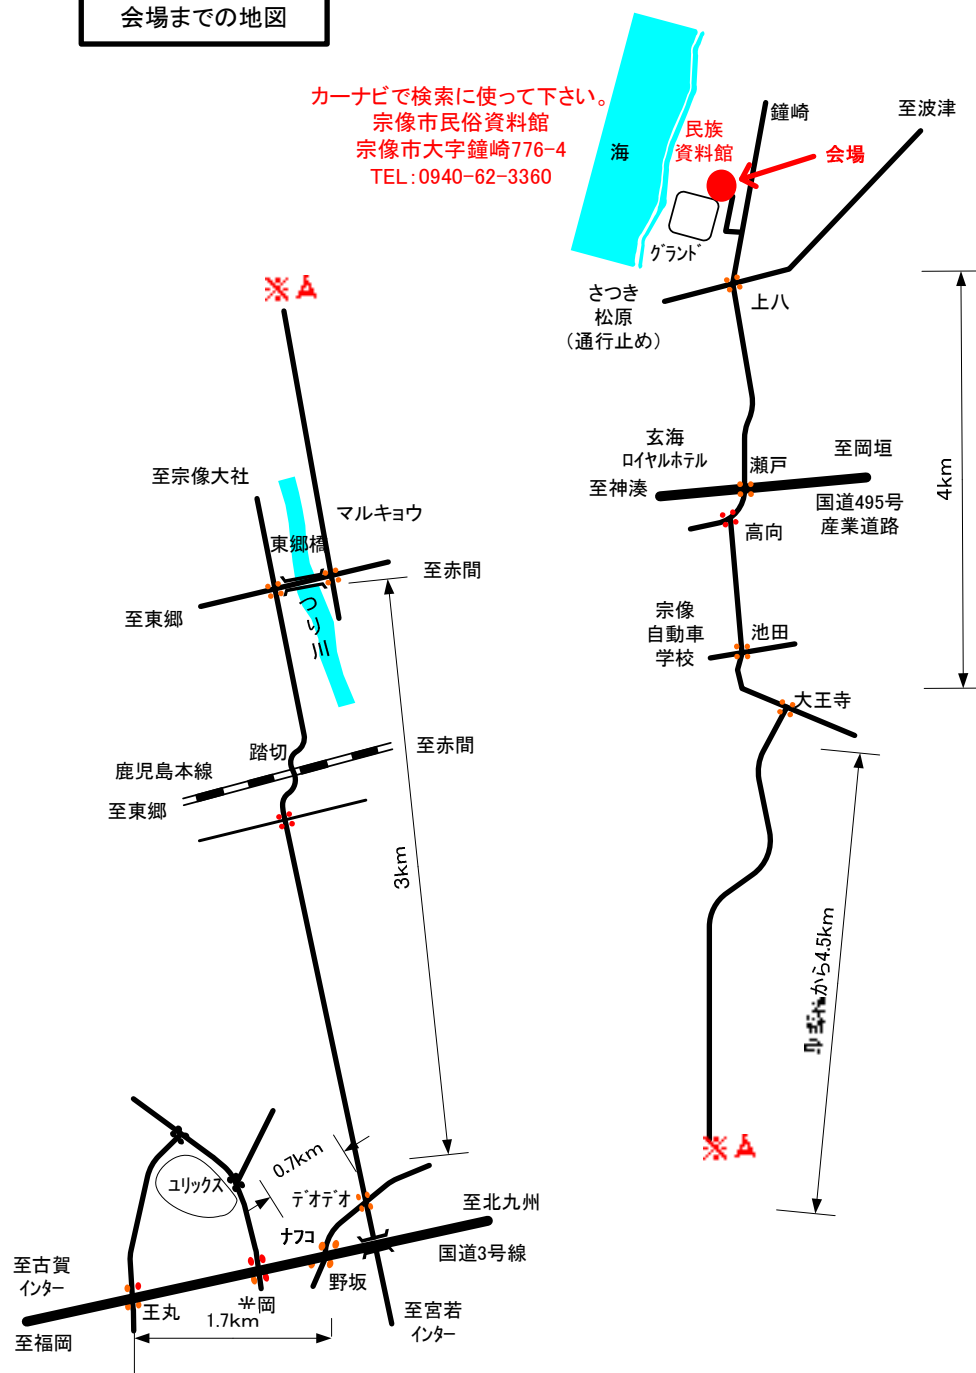 会場までの地図
カーナビで検索に使って下さい。
宗像市民俗資料館
宗像市大字鐘崎776-4
TEL:0940-62-3360
海
民族
資料館
鐘崎
至波津
会場
グランド
さつき
松原
(通行止め)
上八
玄海
ロイヤルホテル
瀬戸
至岡垣
至神湊
国道495号
産業道路
高向
4km
宗像
自動車
学校
池田
大王寺
から4.5km
※A
※A
至宗像大社
マルキョウ
東郷橋
至赤間
至東郷
つり川
踏切
至赤間
鹿児島本線
至東郷
3km
0.7km
ユリックス
デオデオ
ナフコ
至北九州
国道3号線
野坂
至古賀
インター
王丸
光岡
1.7km
至福岡
至宮若
インター